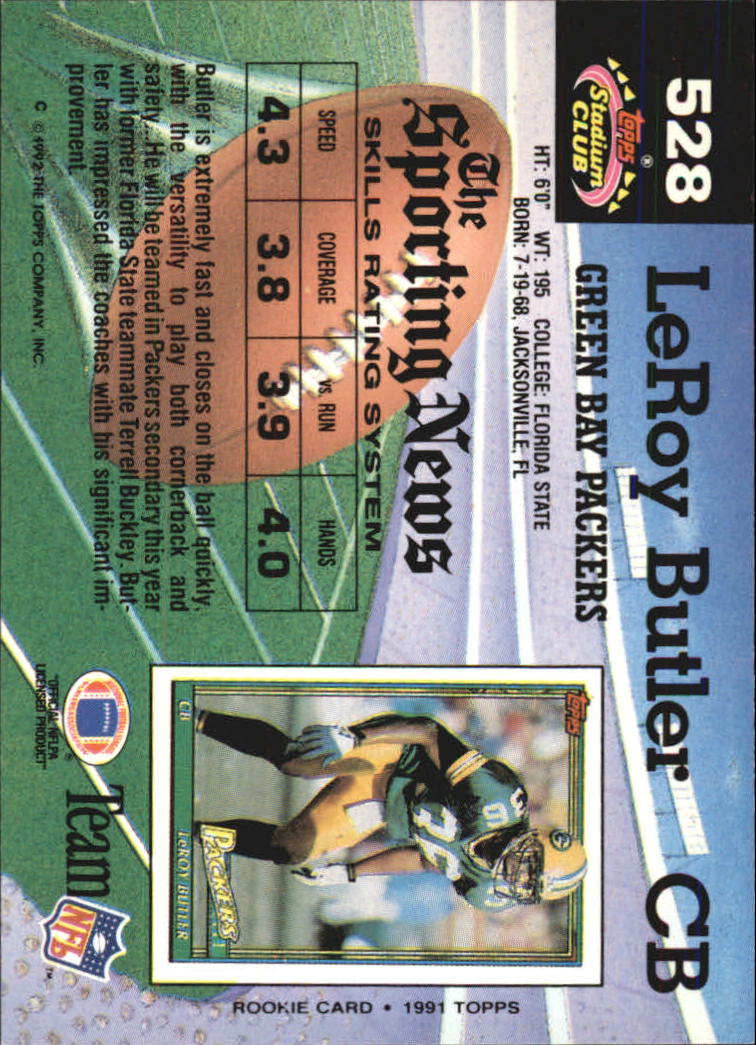 528
LeRoy Butler CB
GREEN BAY PACKERS
topps®
Stadium
CLUB
HT: 6'0" WT: 195 COLLEGE: FLORIDA STATE
BORN: 7-19-68, JACKSONVILLE, FL
The
Sporting News
SKILLS RATING SYSTEM
SPEED COVERAGE vs. RUN HANDS
4.3 3.8 3.9 4.0
Butler is extremely fast and closes on the ball quickly,
with the versatility to play both cornerback and
safety. He will be teamed in Packers secondary this year
with former Florida State teammate Terrell Buckley. But-
ler has impressed the coaches with his significant im-
provement.
C © 1992 THE TOPPS COMPANY, INC.
TOPPS
36
36
PACKERS
CB LeROY BUTLER
ROOKIE CARD • 1991 TOPPS
®
"OFFICIAL NFLPA
LICENSED PRODUCT"
Team
NFL
™